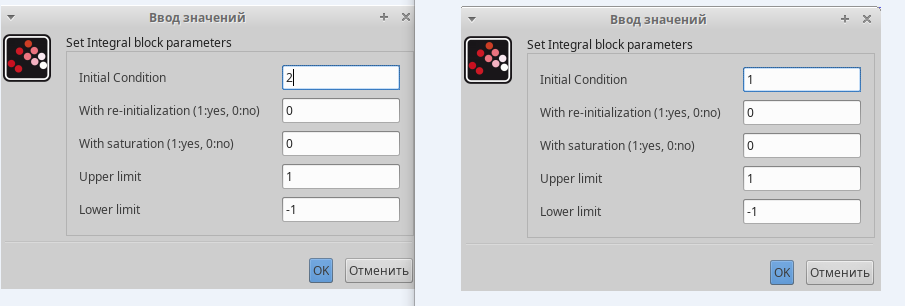 Ввод значений
Set Integral block parameters
Initial Condition 2
With re-initialization (1:yes, 0:no) 0
With saturation (1:yes, 0:no) 0
Upper limit 1
Lower limit -1
OK Отменить
Ввод значений
Set Integral block parameters
Initial Condition 1
With re-initialization (1:yes, 0:no) 0
With saturation (1:yes, 0:no) 0
Upper limit 1
Lower limit -1
OK Отменить